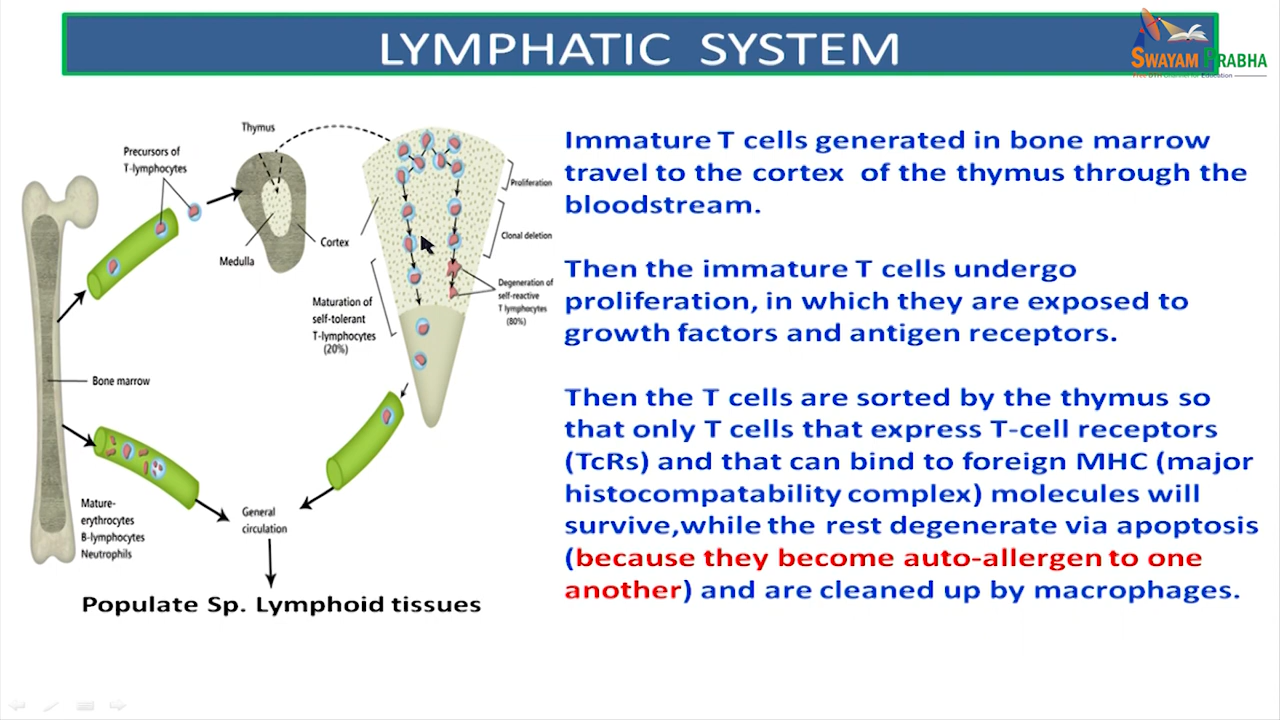 LYMPHATIC SYSTEM
SWAYAM PRABHA
Free DTH Channel for Education
Thymus
Precursors of
T-lymphocytes
Medulla
Cortex
Proliferation
Clonal deletion
Degeneration of
self-reactive
T lymphocytes
(80%)
Maturation of
self-tolerant
T-lymphocytes
(20%)
Bone marrow
Mature-
erythrocytes
B-lymphocytes
Neutrophils
General
circulation
Populate Sp. Lymphoid tissues
Immature T cells generated in bone marrow
travel to the cortex of the thymus through the
bloodstream.
Then the immature T cells undergo
proliferation, in which they are exposed to
growth factors and antigen receptors.
Then the T cells are sorted by the thymus so
that only T cells that express T-cell receptors
(TcRs) and that can bind to foreign MHC (major
histocompatability complex) molecules will
survive,while the rest degenerate via apoptosis
(because they become auto-allergen to one
another) and are cleaned up by macrophages.